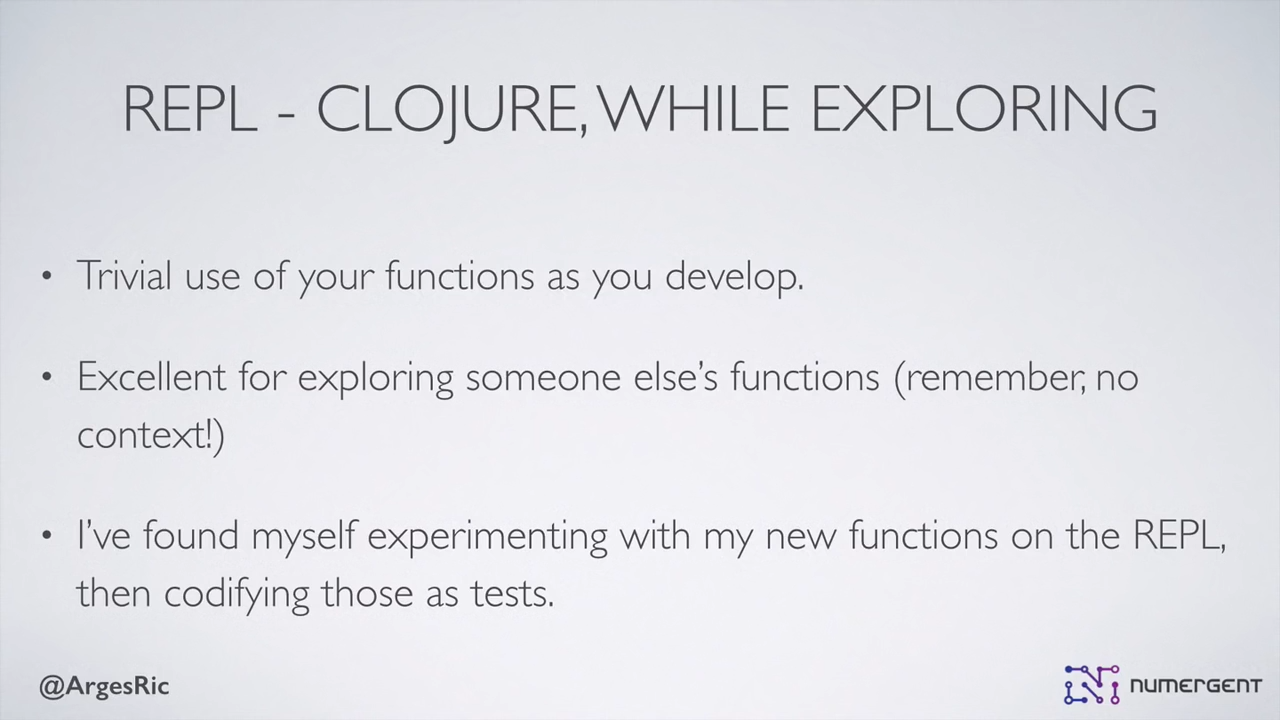 REPL - CLOJURE, WHILE EXPLORING
• Trivial use of your functions as you develop.
• Excellent for exploring someone else’s functions (remember, no
context!)
• I’ve found myself experimenting with my new functions on the REPL,
then codifying those as tests.
@ArgesRic
NUMERGENT